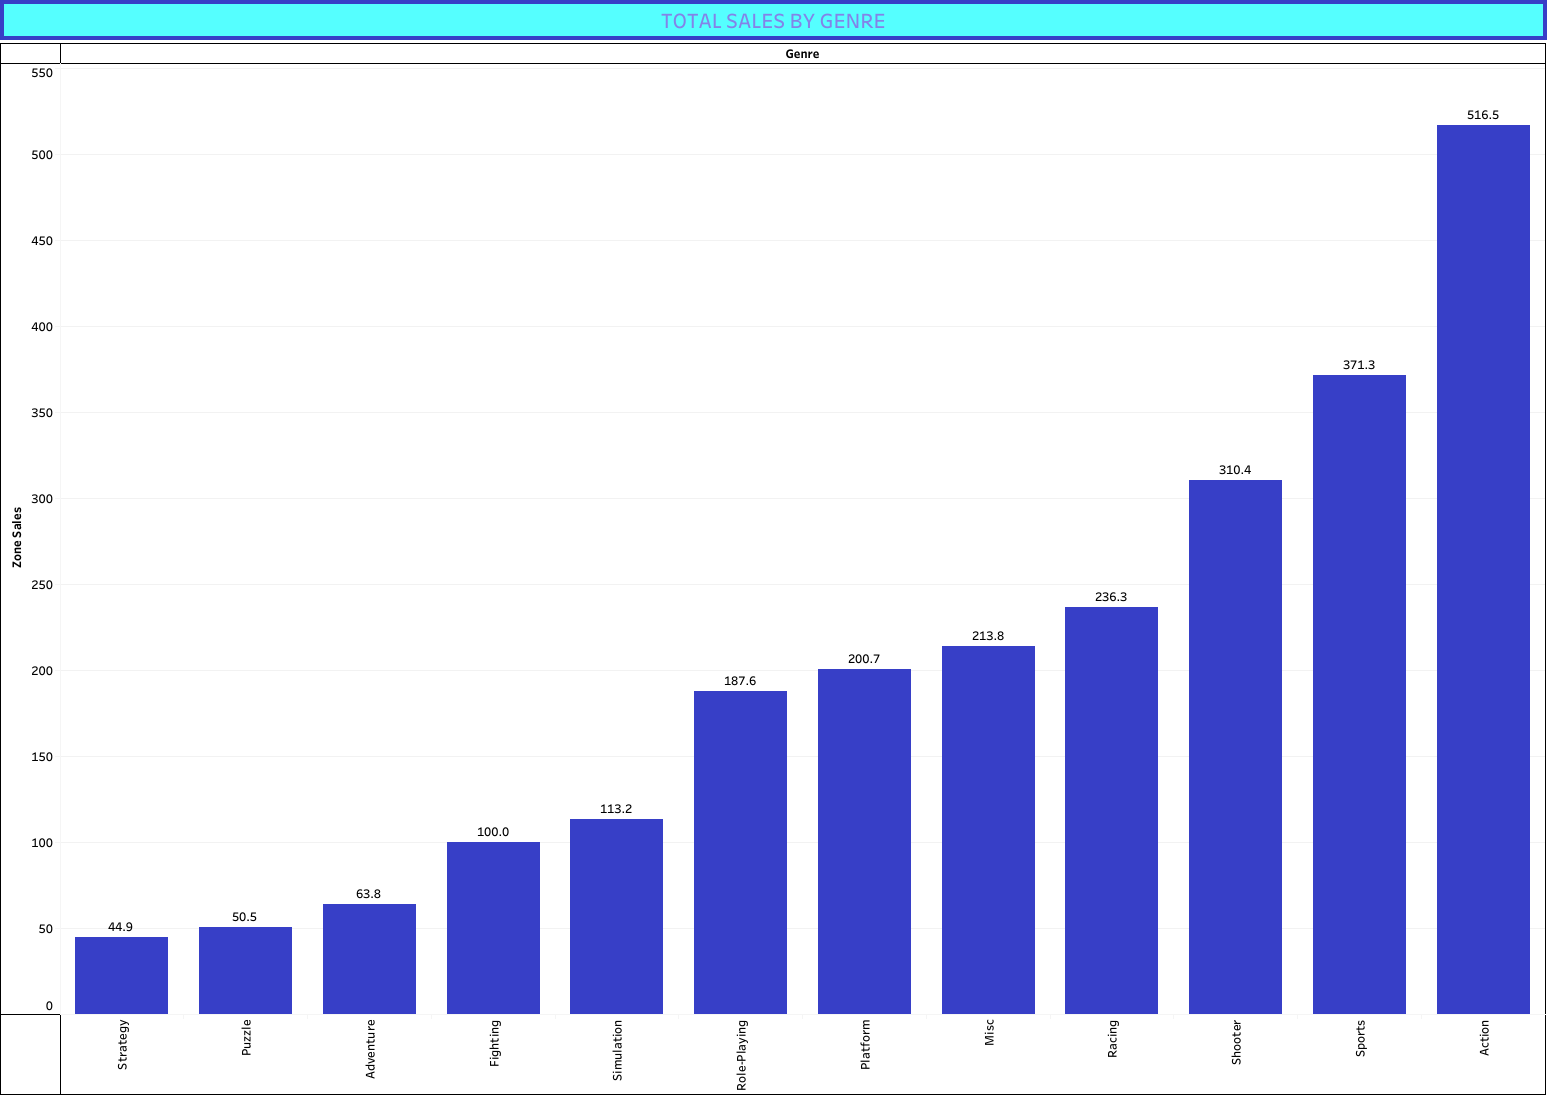 TOTAL SALES BY GENRE
Genre
Zone Sales
550
500
450
400
350
300
250
200
150
100
50
0
44.9
50.5
63.8
100.0
113.2
187.6
200.7
213.8
236.3
310.4
371.3
516.5
Strategy
Puzzle
Adventure
Fighting
Simulation
Role-Playing
Platform
Misc
Racing
Shooter
Sports
Action